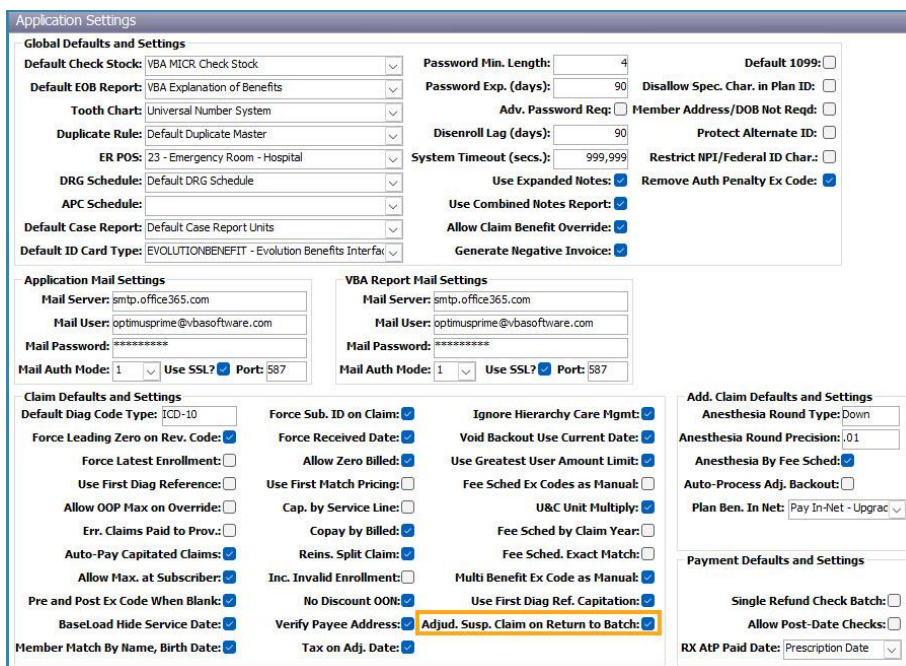 Application Settings
Global Defaults and Settings
Default Check Stock: VBA MICR Check Stock
Default EOB Report: VBA Explanation of Benefits
Tooth Chart: Universal Number System
Duplicate Rule: Default Duplicate Master
ER POS: 23 - Emergency Room - Hospital
DRG Schedule: Default DRG Schedule
APC Schedule:
Default Case Report: Default Case Report Units
Default ID Card Type: EVOLUTIONBENEFIT - Evolution Benefits Interfac
Password Min. Length: 4
Password Exp. (days): 90
Adv. Password Req:
Disenroll Lag (days): 90
System Timeout (secs.): 999,999
Use Expanded Notes:
Use Combined Notes Report:
Allow Claim Benefit Override:
Generate Negative Invoice:
Default 1099:
Disallow Spec. Char. in Plan ID:
Member Address/DOB Not Reqd:
Protect Alternate ID:
Restrict NPI/Federal ID Char.:
Remove Auth Penalty Ex Code:
Application Mail Settings
Mail Server: smtp.office365.com
Mail User: optimusprime@vbasoftware.com
Mail Password: *********
Mail Auth Mode: 1 Use SSL? Port: 587
VBA Report Mail Settings
Mail Server: smtp.office365.com
Mail User: optimusprime@vbasoftware.com
Mail Password: *********
Mail Auth Mode: 1 Use SSL? Port: 587
Claim Defaults and Settings
Default Diag Code Type: ICD-10
Force Leading Zero on Rev. Code:
Force Latest Enrollment:
Use First Diag Reference:
Allow OOP Max on Override:
Err. Claims Paid to Prov.:
Auto-Pay Capitated Claims:
Allow Max. at Subscriber:
Pre and Post Ex Code When Blank:
BaseLoad Hide Service Date:
Member Match By Name, Birth Date:
Force Sub. ID on Claim:
Force Received Date:
Allow Zero Billed:
Use First Match Pricing:
Cap. by Service Line:
Copay by Billed:
Reins. Split Claim:
Inc. Invalid Enrollment:
No Discount OON:
Verify Payee Address:
Tax on Adj. Date:
Ignore Hierarchy Care Mgmt:
Void Backout Use Current Date:
Use Greatest User Amount Limit:
Fee Sched Ex Codes as Manual:
U&C Unit Multiply:
Fee Sched by Claim Year:
Fee Sched. Exact Match:
Multi Benefit Ex Code as Manual:
Use First Diag Ref. Capitation:
Adjud. Susp. Claim on Return to Batch:
Add. Claim Defaults and Settings
Anesthesia Round Type: Down
Anesthesia Round Precision: .01
Anesthesia By Fee Sched:
Auto-Process Adj. Backout:
Plan Ben. In Net: Pay In-Net - Upgrad
Payment Defaults and Settings
Single Refund Check Batch:
Allow Post-Date Checks:
RX AtP Paid Date: Prescription Date